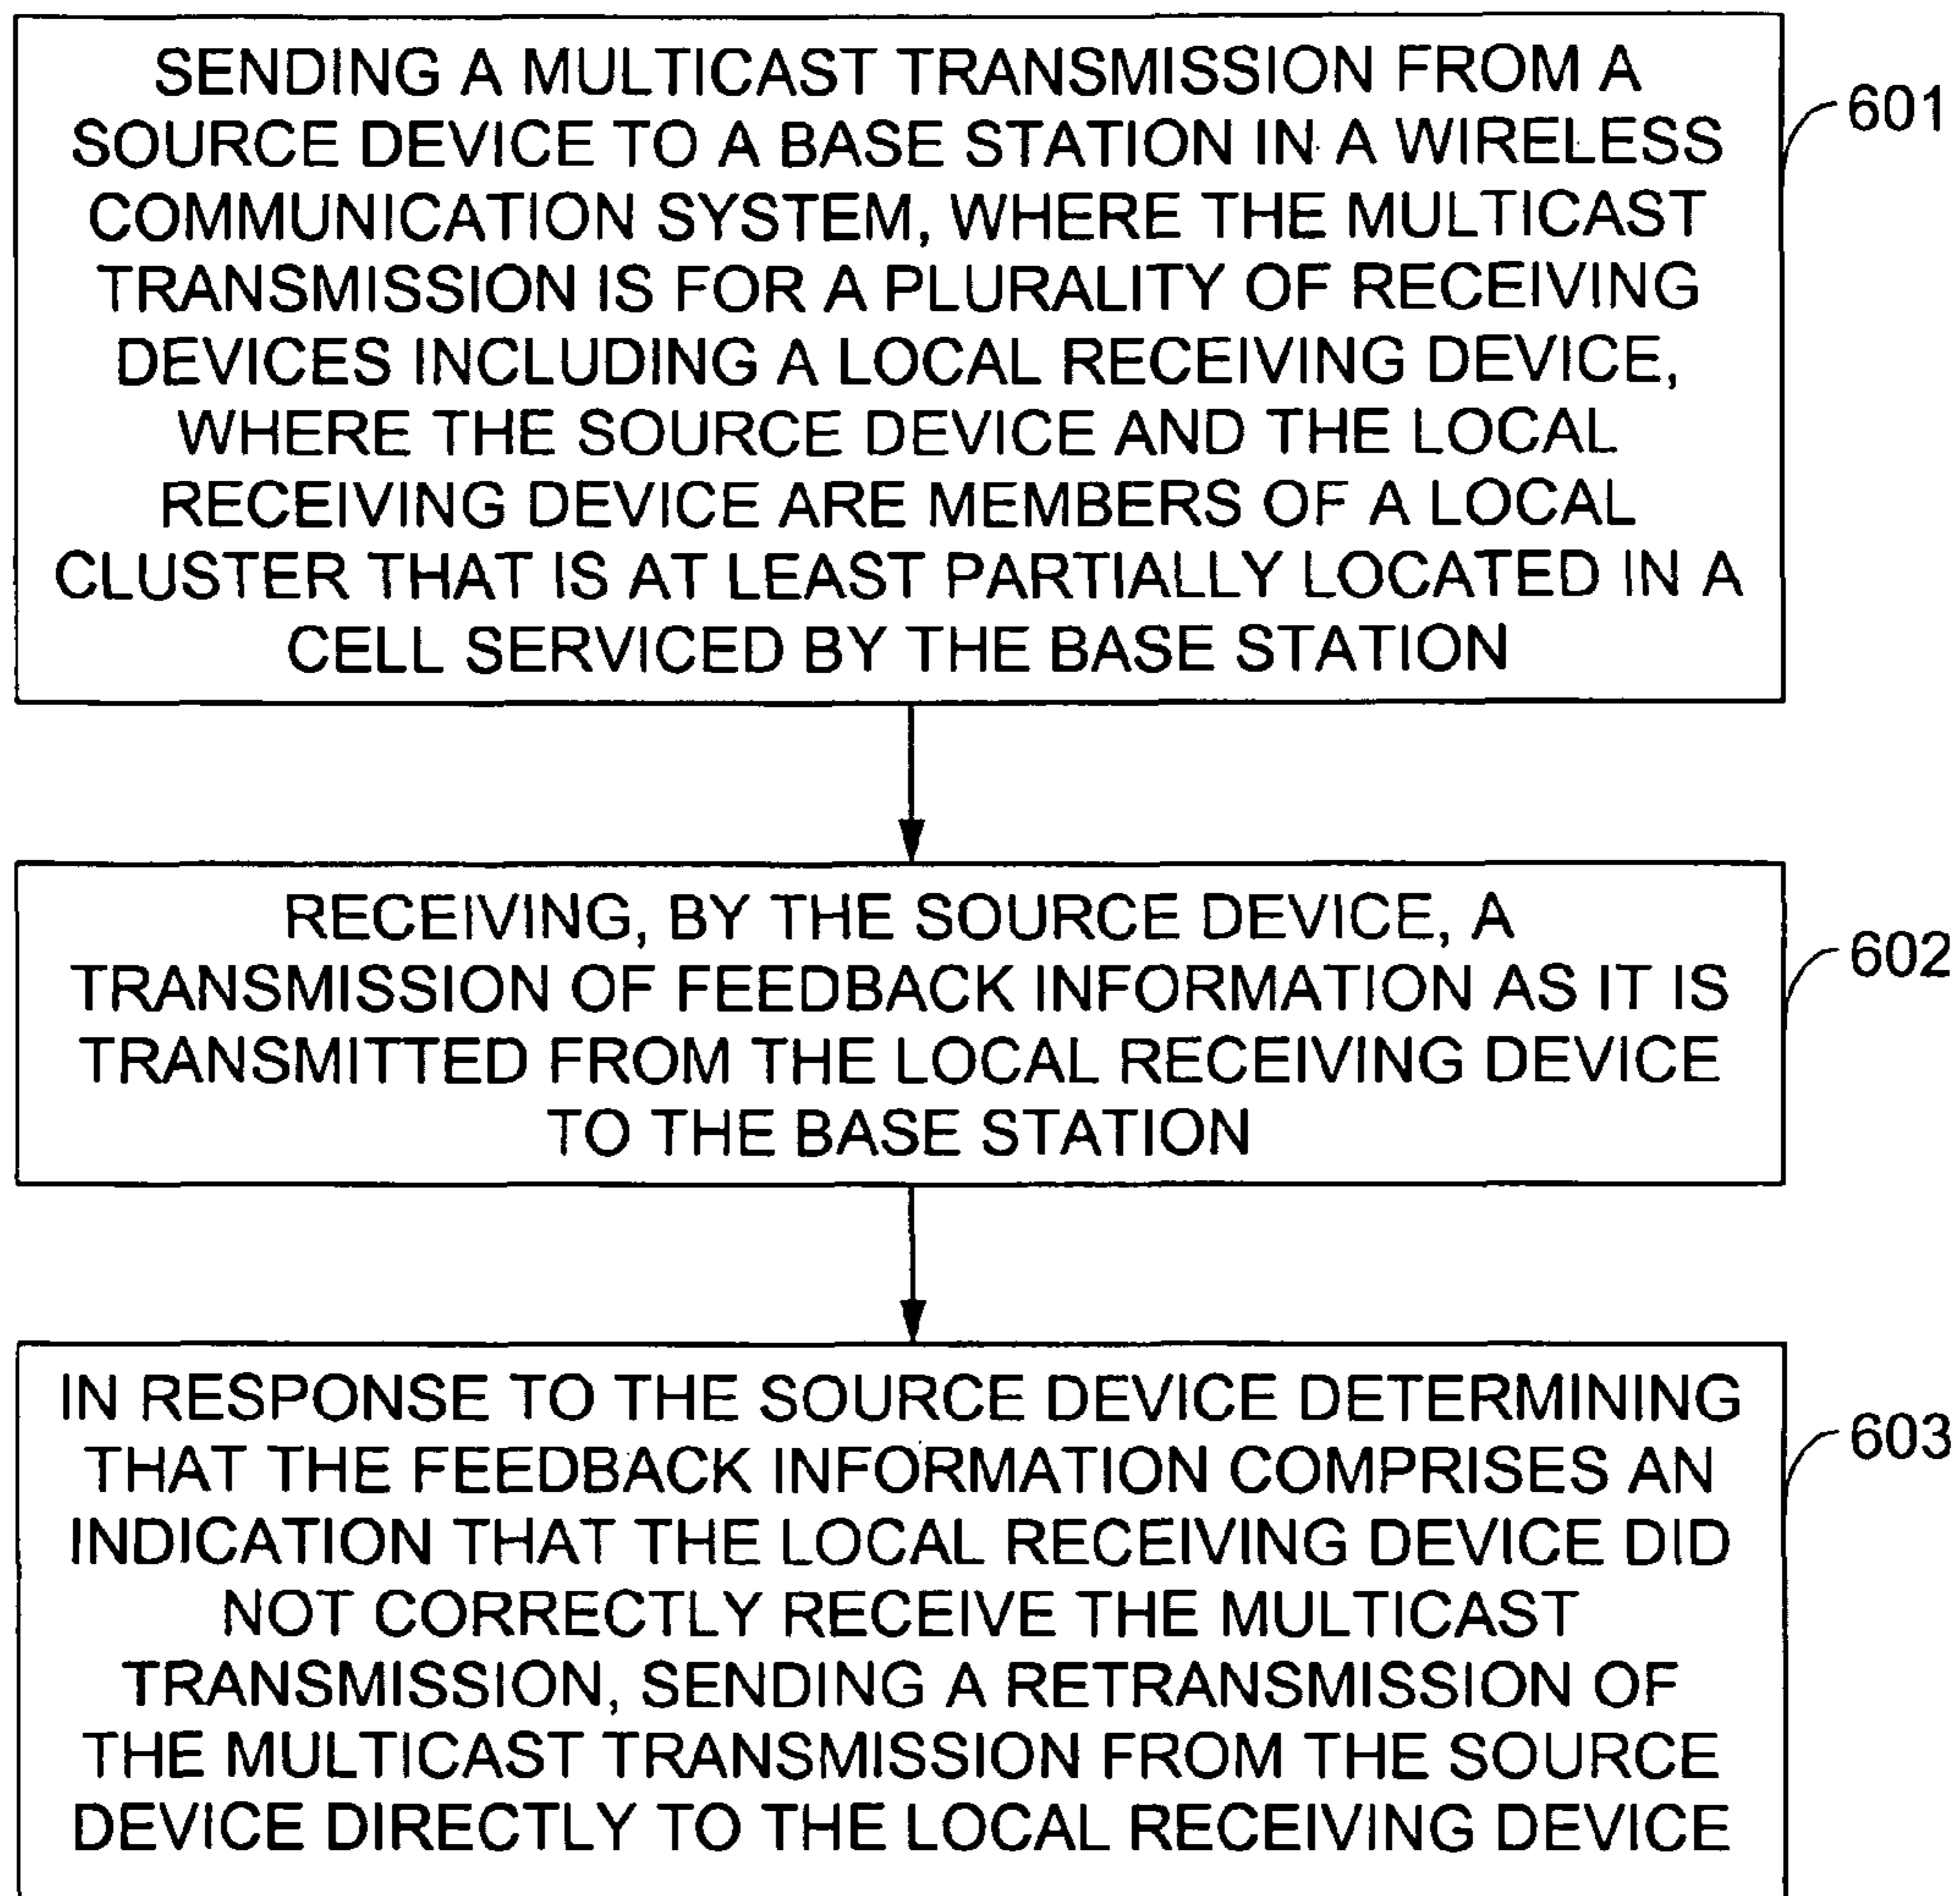 SENDING A MULTICAST TRANSMISSION FROM A
SOURCE DEVICE TO A BASE STATION IN A WIRELESS
COMMUNICATION SYSTEM, WHERE THE MULTICAST
TRANSMISSION IS FOR A PLURALITY OF RECEIVING
DEVICES INCLUDING A LOCAL RECEIVING DEVICE,
WHERE THE SOURCE DEVICE AND THE LOCAL
RECEIVING DEVICE ARE MEMBERS OF A LOCAL
CLUSTER THAT IS AT LEAST PARTIALLY LOCATED IN A
CELL SERVICED BY THE BASE STATION
601
RECEIVING, BY THE SOURCE DEVICE, A
TRANSMISSION OF FEEDBACK INFORMATION AS IT IS
TRANSMITTED FROM THE LOCAL RECEIVING DEVICE
TO THE BASE STATION
602
IN RESPONSE TO THE SOURCE DEVICE DETERMINING
THAT THE FEEDBACK INFORMATION COMPRISES AN
INDICATION THAT THE LOCAL RECEIVING DEVICE DID
NOT CORRECTLY RECEIVE THE MULTICAST
TRANSMISSION, SENDING A RETRANSMISSION OF
THE MULTICAST TRANSMISSION FROM THE SOURCE
DEVICE DIRECTLY TO THE LOCAL RECEIVING DEVICE
603